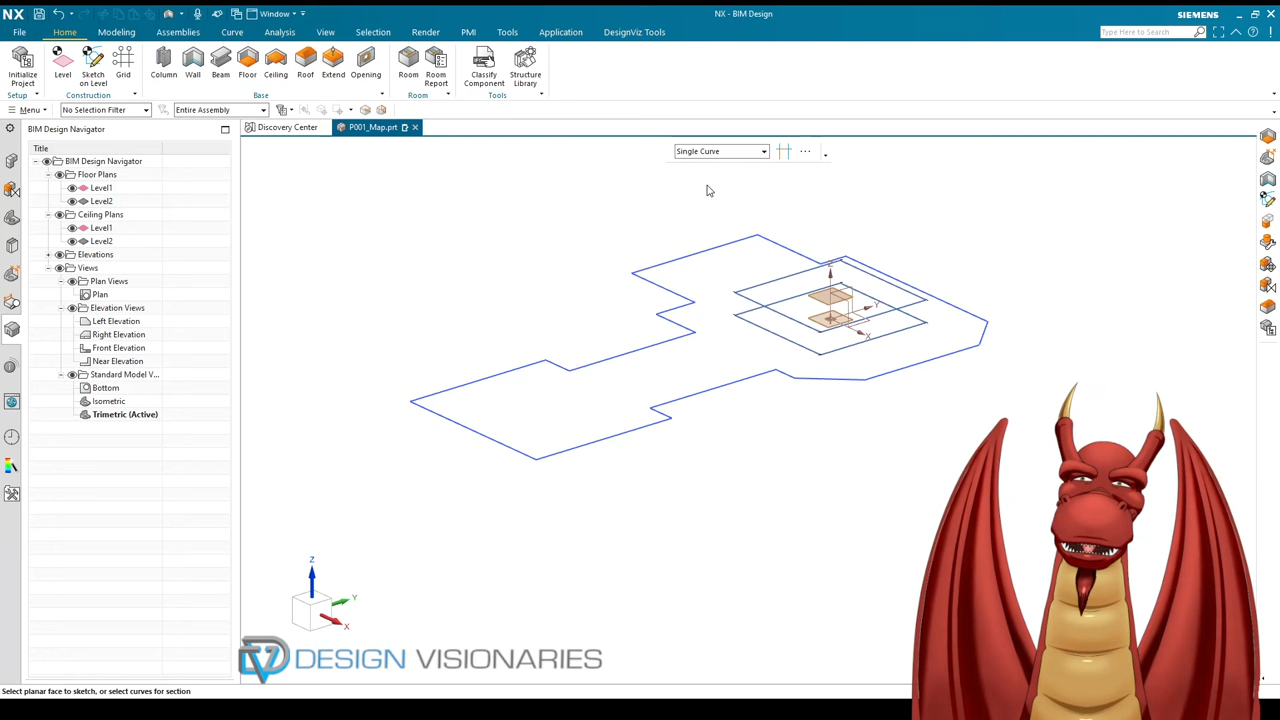 NX
Window
NX - BIM Design
SIEMENS
File Home Modeling Assemblies Curve Analysis View Selection Render PMI Tools Application DesignViz Tools
Type Here to Search
Initialize Project
Level
Sketch on Level
Grid
Column
Wall
Beam
Floor
Ceiling
Roof
Extend
Opening
Room
Room Report
Classify Component
Structure Library
Setup
Construction
Base
Room
Tools
Menu
No Selection Filter
Entire Assembly
BIM Design Navigator
Discovery Center
P001_Map.prt
Title
Single Curve
BIM Design Navigator
Floor Plans
Level1
Level2
Ceiling Plans
Level1
Level2
Elevations
Views
Plan Views
Plan
Elevation Views
Left Elevation
Right Elevation
Front Elevation
Near Elevation
Standard Model V...
Bottom
Isometric
Trimetric (Active)
Z
Y
X
Z
Y
X
DV DESIGN VISIONARIES
Select planar face to sketch, or select curves for section